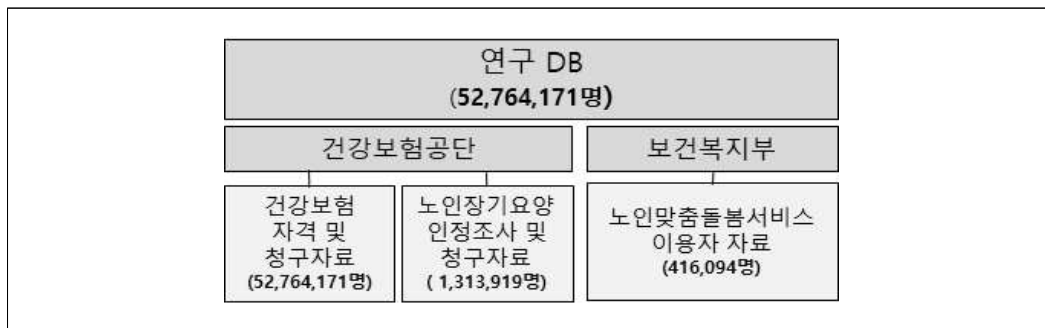 연구 DB
(52,764,171명)
건강보험공단
보건복지부
건강보험
자격 및
청구자료
(52,764,171명)
노인장기요양
인정조사 및
청구자료
( 1,313,919명)
노인맞춤돌봄서비스
이용자 자료
(416,094명)